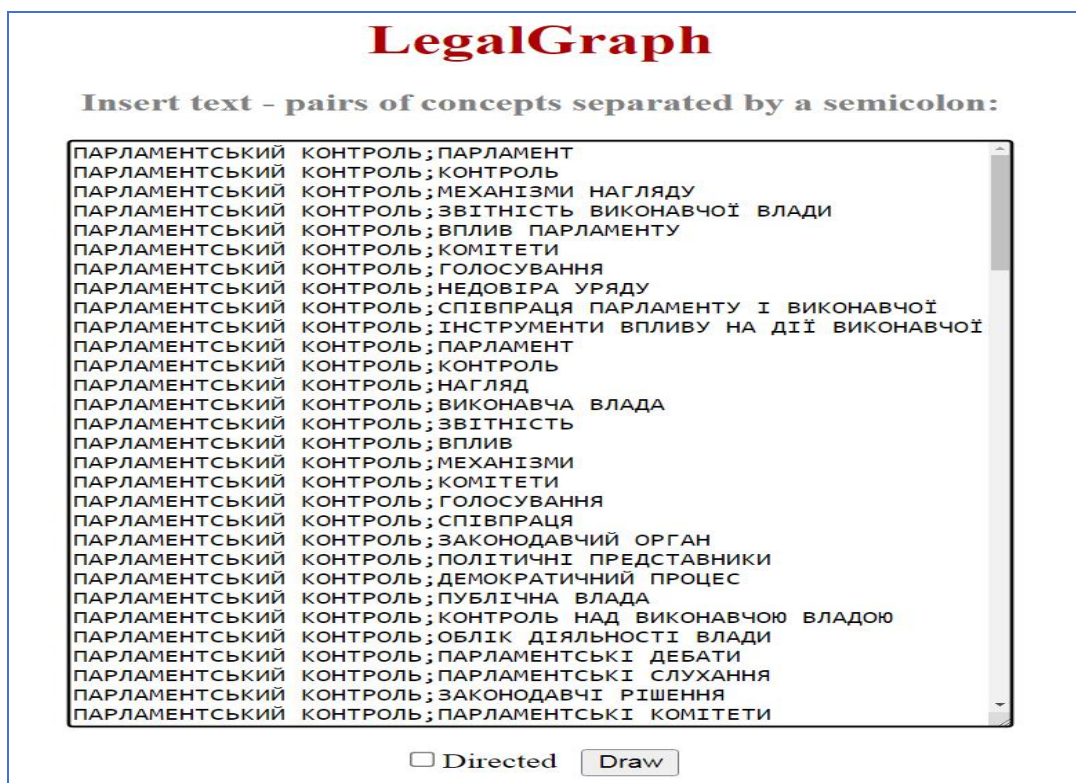 LegalGraph
Insert text - pairs of concepts separated by a semicolon:
ПАРЛАМЕНТСЬКИЙ КОНТРОЛЬ;ПАРЛАМЕНТ
ПАРЛАМЕНТСЬКИЙ КОНТРОЛЬ;КОНТРОЛЬ
ПАРЛАМЕНТСЬКИЙ КОНТРОЛЬ;МЕХАНІЗМИ НАГЛЯДУ
ПАРЛАМЕНТСЬКИЙ КОНТРОЛЬ;ЗВІТНІСТЬ ВИКОНАВЧОЇ ВЛАДИ
ПАРЛАМЕНТСЬКИЙ КОНТРОЛЬ;ВПЛИВ ПАРЛАМЕНТУ
ПАРЛАМЕНТСЬКИЙ КОНТРОЛЬ;КОМІТЕТИ
ПАРЛАМЕНТСЬКИЙ КОНТРОЛЬ;ГОЛОСУВАННЯ
ПАРЛАМЕНТСЬКИЙ КОНТРОЛЬ;НЕДОВІРА УРЯДУ
ПАРЛАМЕНТСЬКИЙ КОНТРОЛЬ;СПІВПРАЦЯ ПАРЛАМЕНТУ І ВИКОНАВЧОЇ
ПАРЛАМЕНТСЬКИЙ КОНТРОЛЬ;ІНСТРУМЕНТИ ВПЛИВУ НА ДІЇ ВИКОНАВЧОЇ
ПАРЛАМЕНТСЬКИЙ КОНТРОЛЬ;ПАРЛАМЕНТ
ПАРЛАМЕНТСЬКИЙ КОНТРОЛЬ;КОНТРОЛЬ
ПАРЛАМЕНТСЬКИЙ КОНТРОЛЬ;НАГЛЯД
ПАРЛАМЕНТСЬКИЙ КОНТРОЛЬ;ВИКОНАВЧА ВЛАДА
ПАРЛАМЕНТСЬКИЙ КОНТРОЛЬ;ЗВІТНІСТЬ
ПАРЛАМЕНТСЬКИЙ КОНТРОЛЬ;ВПЛИВ
ПАРЛАМЕНТСЬКИЙ КОНТРОЛЬ;МЕХАНІЗМИ
ПАРЛАМЕНТСЬКИЙ КОНТРОЛЬ;КОМІТЕТИ
ПАРЛАМЕНТСЬКИЙ КОНТРОЛЬ;ГОЛОСУВАННЯ
ПАРЛАМЕНТСЬКИЙ КОНТРОЛЬ;СПІВПРАЦЯ
ПАРЛАМЕНТСЬКИЙ КОНТРОЛЬ;ЗАКОНОДАВЧИЙ ОРГАН
ПАРЛАМЕНТСЬКИЙ КОНТРОЛЬ;ПОЛІТИЧНІ ПРЕДСТАВНИКИ
ПАРЛАМЕНТСЬКИЙ КОНТРОЛЬ;ДЕМОКРАТИЧНИЙ ПРОЦЕС
ПАРЛАМЕНТСЬКИЙ КОНТРОЛЬ;ПУБЛІЧНА ВЛАДА
ПАРЛАМЕНТСЬКИЙ КОНТРОЛЬ;КОНТРОЛЬ НАД ВИКОНАВЧОЮ ВЛАДОЮ
ПАРЛАМЕНТСЬКИЙ КОНТРОЛЬ;ОБЛІК ДІЯЛЬНОСТІ ВЛАДИ
ПАРЛАМЕНТСЬКИЙ КОНТРОЛЬ;ПАРЛАМЕНТСЬКІ ДЕБАТИ
ПАРЛАМЕНТСЬКИЙ КОНТРОЛЬ;ПАРЛАМЕНТСЬКІ СЛУХАННЯ
ПАРЛАМЕНТСЬКИЙ КОНТРОЛЬ;ЗАКОНОДАВЧІ РІШЕННЯ
ПАРЛАМЕНТСЬКИЙ КОНТРОЛЬ;ПАРЛАМЕНТСЬКІ КОМІТЕТИ
Directed Draw